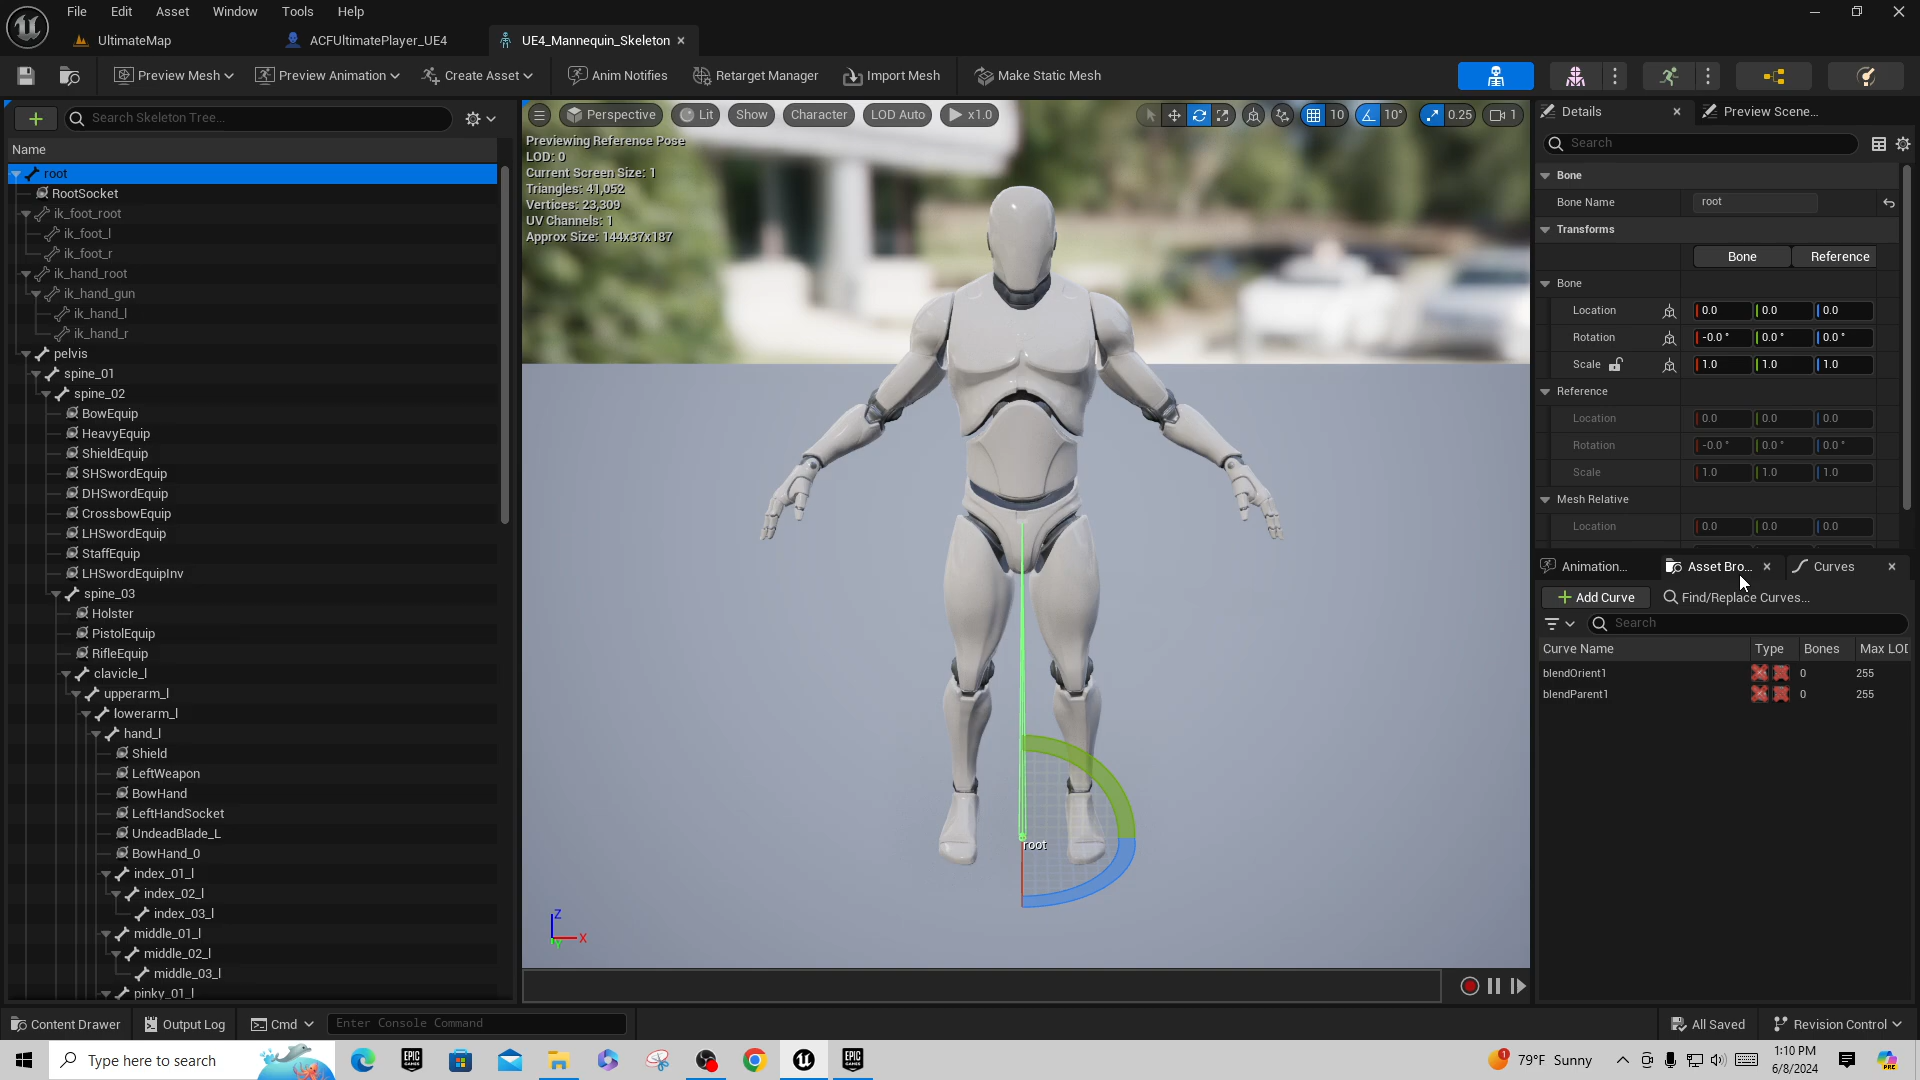 File Edit Asset Window Tools Help
UltimateMap ACFUltimatePlayer_UE4 UE4_Mannequin_Skeleton
Preview Mesh Preview Animation Create Asset Anim Notifies Retarget Manager Import Mesh Make Static Mesh
Search Skeleton Tree...
Name
root
RootSocket
ik_foot_root
ik_foot_l
ik_foot_r
ik_hand_root
ik_hand_gun
ik_hand_l
ik_hand_r
pelvis
spine_01
spine_02
BowEquip
HeavyEquip
ShieldEquip
SHSwordEquip
DHSwordEquip
CrossbowEquip
LHSwordEquip
StaffEquip
LHSwordEquipInv
spine_03
Holster
PistolEquip
RifleEquip
clavicle_l
upperarm_l
lowerarm_l
hand_l
Shield
LeftWeapon
BowHand
LeftHandSocket
UndeadBlade_L
BowHand_0
index_01_l
index_02_l
index_03_l
middle_01_l
middle_02_l
middle_03_l
pinky_01_l
Perspective Lit Show Character LOD Auto x1.0 10 10° 0.25 1
Previewing Reference Pose
LOD: 0
Current Screen Size: 1
Triangles: 41,052
Vertices: 23,309
UV Channels: 1
Approx Size: 144x37x187
root
Z
X
Y
Details Preview Scene...
Search
Bone
Bone Name root
Transforms
Bone Reference
Bone
Location 0.0 0.0 0.0
Rotation -0.0 ° 0.0 ° 0.0 °
Scale 1.0 1.0 1.0
Reference
Location 0.0 0.0 0.0
Rotation -0.0 ° 0.0 ° 0.0 °
Scale 1.0 1.0 1.0
Mesh Relative
Location 0.0 0.0 0.0
Animation... Asset Bro... Curves
Add Curve Find/Replace Curves...
Search
Curve Name Type Bones Max LOD
blendOrient1 0 255
blendParent1 0 255
Content Drawer Output Log Cmd Enter Console Command All Saved Revision Control
Type here to search EPIC GAMES EPIC GAMES 1 79°F Sunny 1:10 PM
6/8/2024
PRE